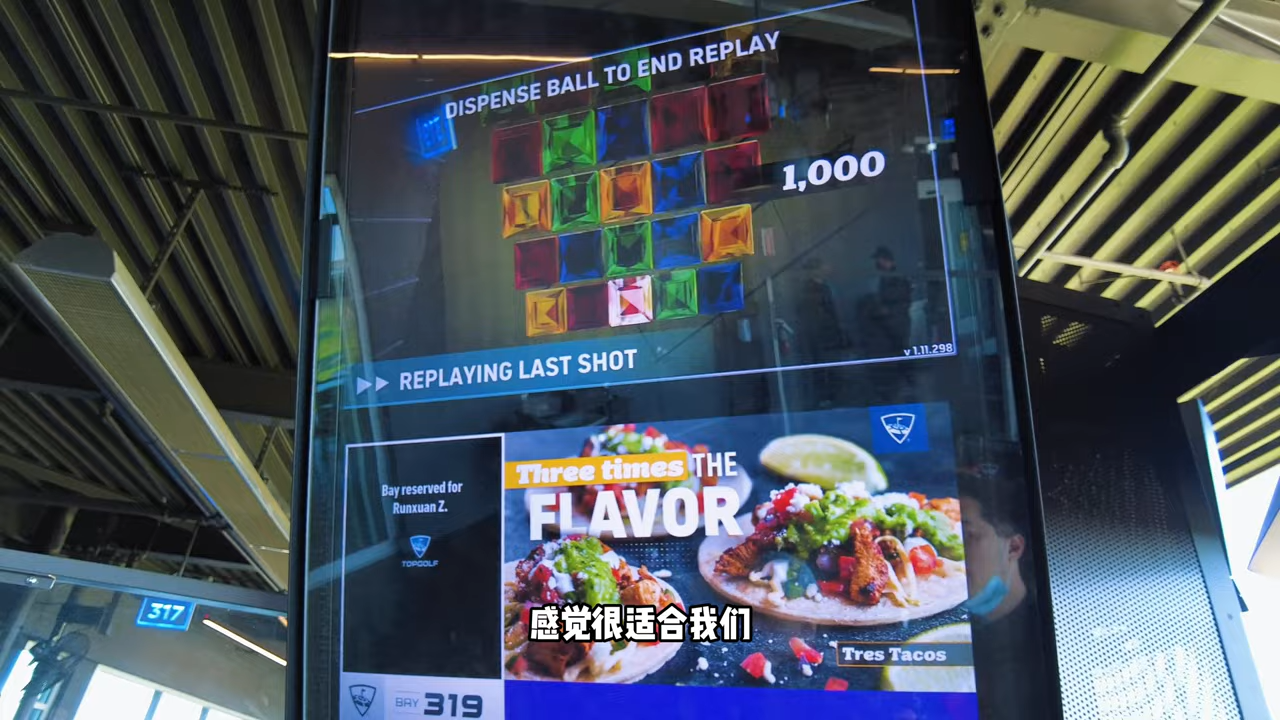 DISPENSE BALL TO END REPLAY
1,000
REPLAYING LAST SHOT
v 1.11.298
Bay reserved for
Runxuan Z.
TOPGOLF
Three times THE
FLAVOR
Tres Tacos
317
BAY 319
感觉很适合我们